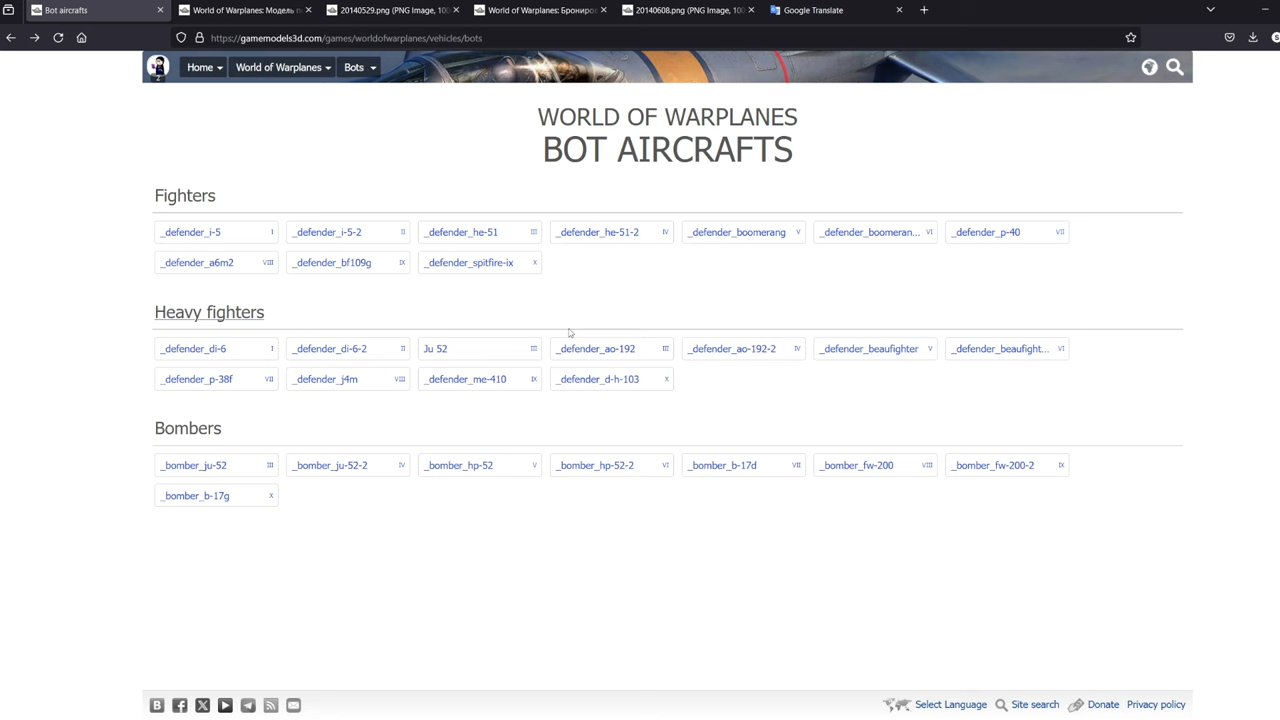 Bot aircrafts
World of Warplanes: Модель п
20140529.png (PNG Image, 100
World of Warplanes: Брониро
20140608.png (PNG Image, 100
Google Translate
https://gamemodels3d.com/games/worldofwarplanes/vehicles/bots
Home World of Warplanes Bots
WORLD OF WARPLANES
BOT AIRCRAFTS
Fighters
_defender_i-5 I _defender_i-5-2 II _defender_he-51 III _defender_he-51-2 IV _defender_boomerang V _defender_boomeran... VI _defender_p-40 VII
_defender_a6m2 VIII _defender_bf109g IX _defender_spitfire-ix X
Heavy fighters
_defender_di-6 I _defender_di-6-2 II Ju 52 III _defender_ao-192 III _defender_ao-192-2 IV _defender_beaufighter V _defender_beaufight... VI
_defender_p-38f VII _defender_j4m VIII _defender_me-410 IX _defender_d-h-103 X
Bombers
_bomber_ju-52 III _bomber_ju-52-2 IV _bomber_hp-52 V _bomber_hp-52-2 VI _bomber_b-17d VII _bomber_fw-200 VIII _bomber_fw-200-2 IX
_bomber_b-17g X
Select Language Site search Donate Privacy policy